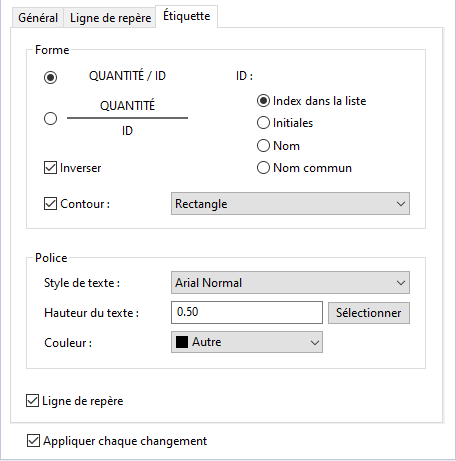 Général Ligne de repère Étiquette
Forme
QUANTITÉ / ID ID :
QUANTITÉ
ID
Index dans la liste
Initiales
Nom
Nom commun
Inverser
Contour : Rectangle
Police
Style de texte : Arial Normal
Hauteur du texte : 0.50 Sélectionner
Couleur : Autre
Ligne de repère
Appliquer chaque changement